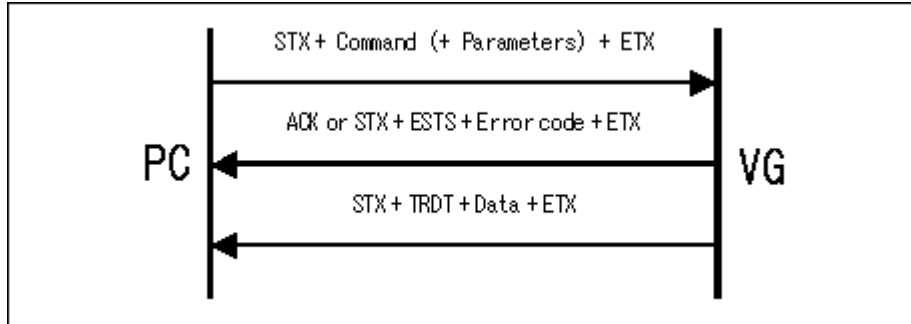 STX + Command (+ Parameters) + ETX
ACK or STX + ESTS + Error code + ETX
PC
VG
STX + TRDT + Data + ETX